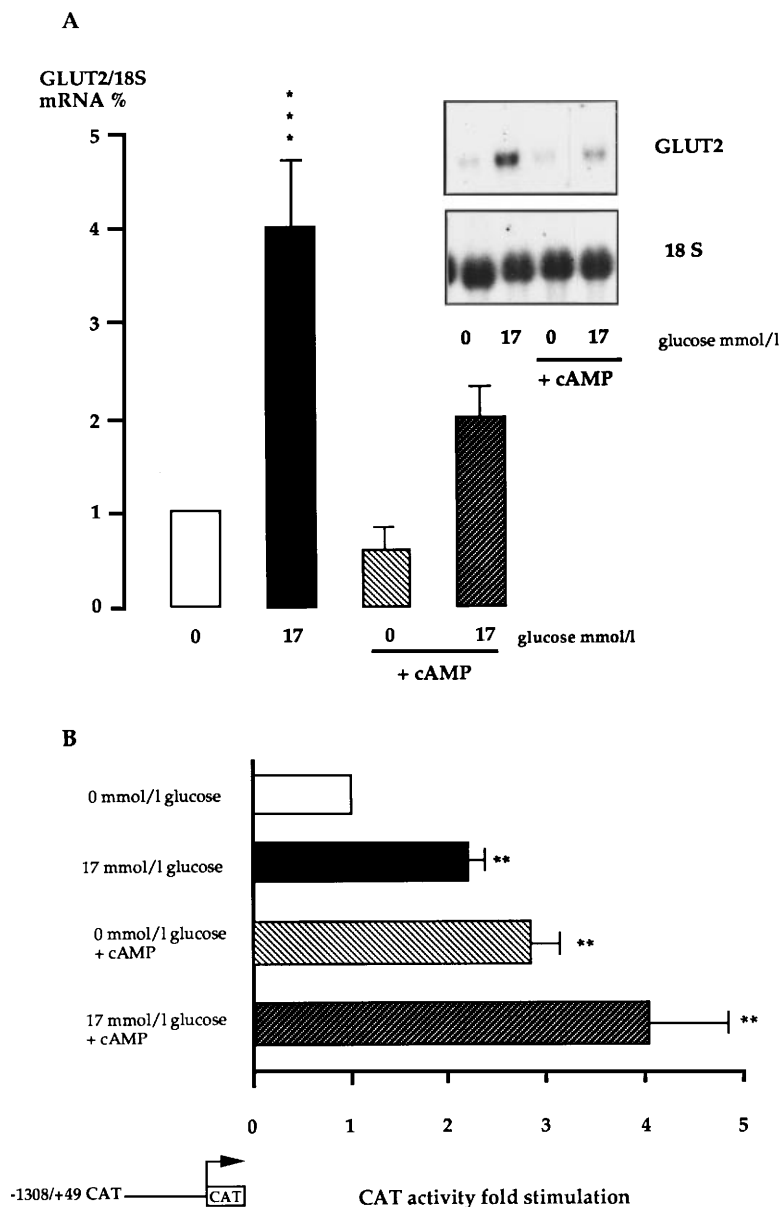 A
GLUT2/18S
mRNA %
***
5
4
3
2
1
0
0 17 0 17 glucose mmol/l
+ cAMP
GLUT2
18 S
0 17 0 17 glucose mmol/l
+ cAMP
B
0 mmol/l glucose
17 mmol/l glucose **
0 mmol/l glucose
+ cAMP **
17 mmol/l glucose **
+ cAMP
0 1 2 3 4 5
-1308/+49 CAT CAT
CAT activity fold stimulation